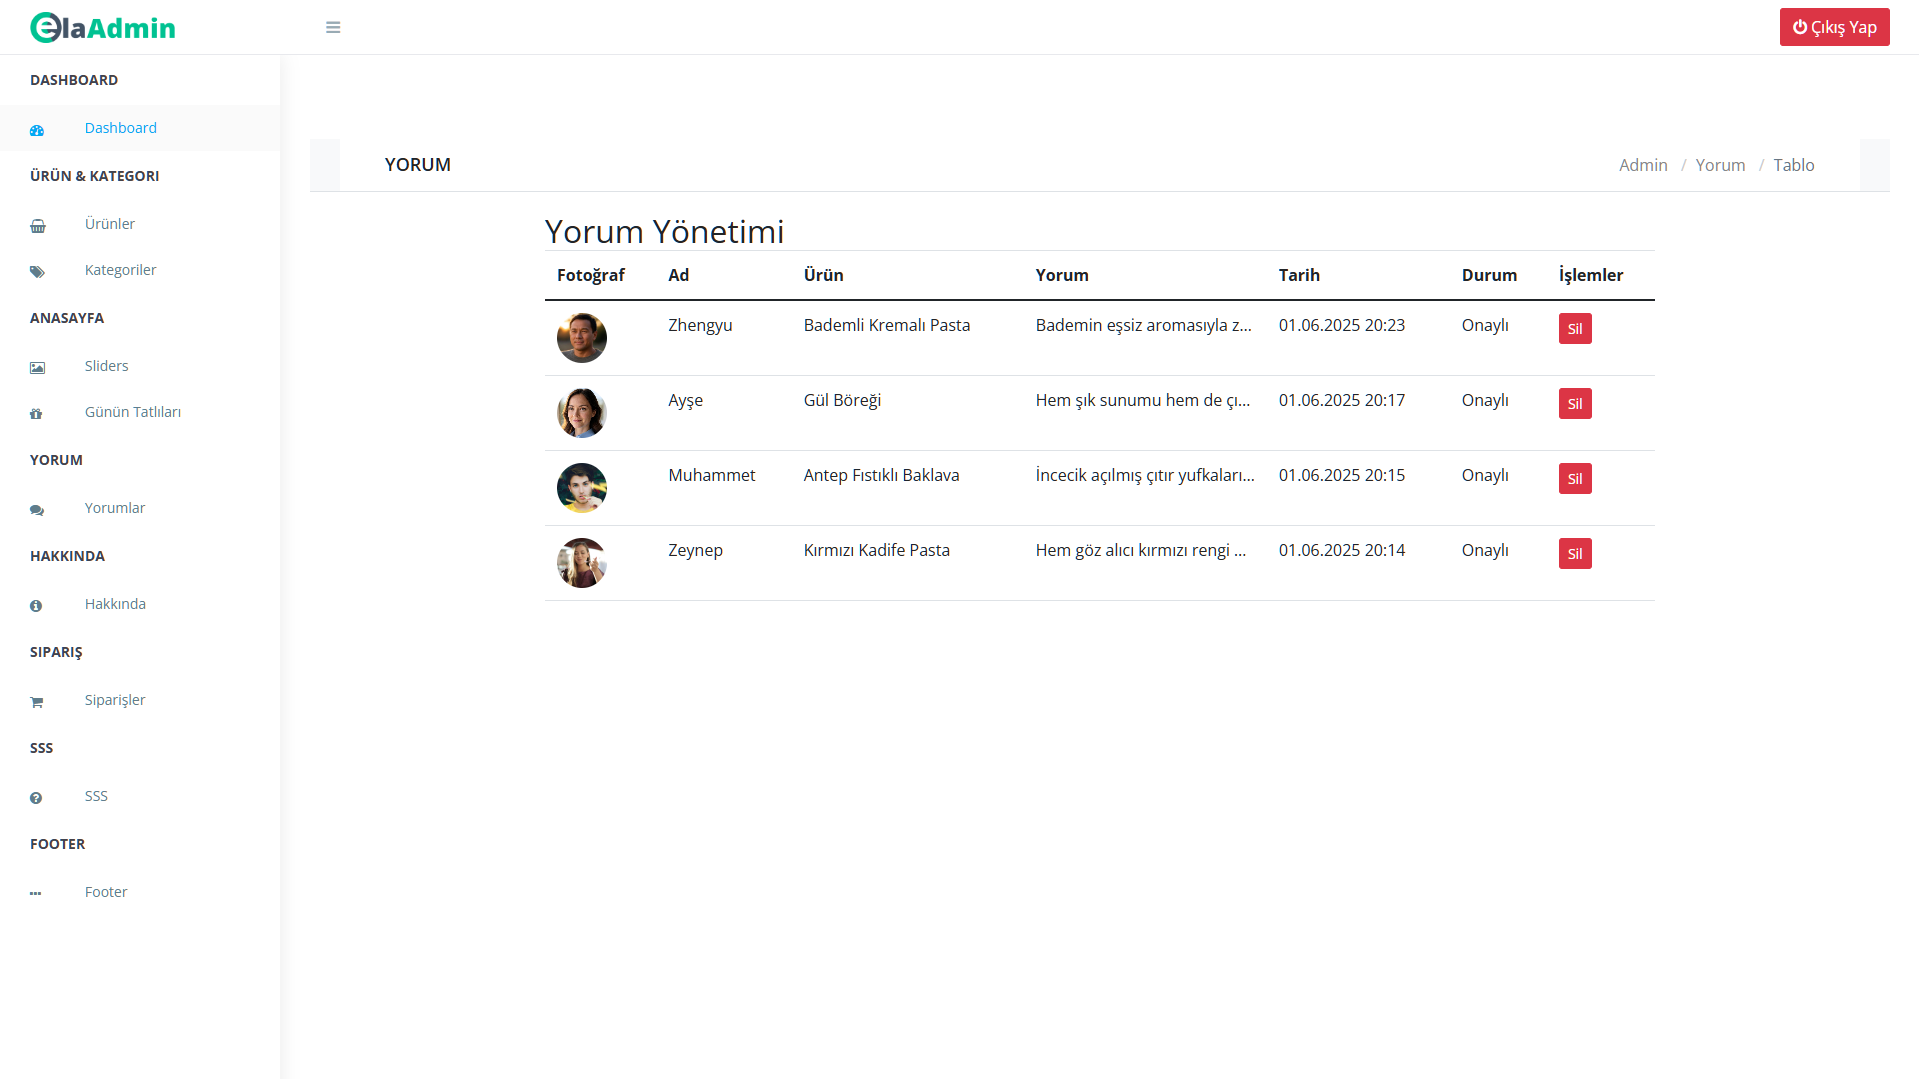 elaAdmin
Çıkış Yap
DASHBOARD
Dashboard
ÜRÜN & KATEGORI
Ürünler
Kategoriler
ANASAYFA
Sliders
Günün Tatlıları
YORUM
Yorumlar
HAKKINDA
Hakkında
SIPARIŞ
Siparişler
SSS
SSS
FOOTER
Footer
YORUM
Admin / Yorum / Tablo
Yorum Yönetimi
Fotoğraf Ad Ürün Yorum Tarih Durum İşlemler
Zhengyu Bademli Kremalı Pasta Bademin eşsiz aromasıyla z... 01.06.2025 20:23 Onaylı Sil
Ayşe Gül Böreği Hem şık sunumu hem de çı... 01.06.2025 20:17 Onaylı Sil
Muhammet Antep Fıstıklı Baklava İncecik açılmış çıtır yufkaları... 01.06.2025 20:15 Onaylı Sil
Zeynep Kırmızı Kadife Pasta Hem göz alıcı kırmızı rengi ... 01.06.2025 20:14 Onaylı Sil